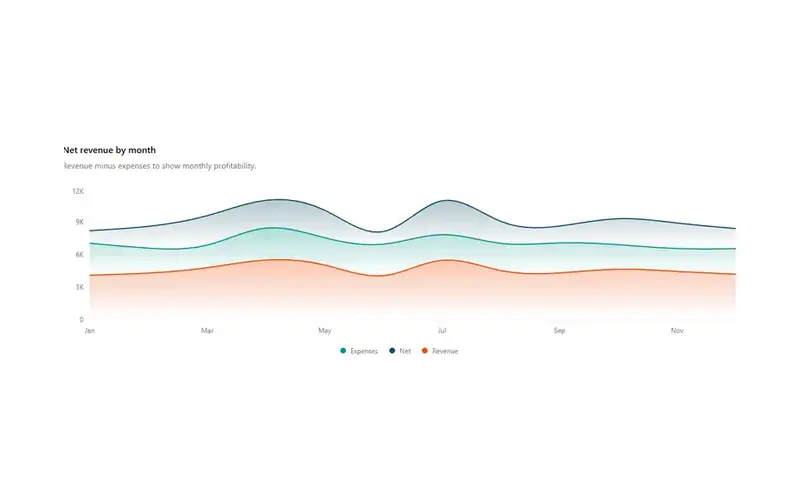 Net revenue by month
Revenue minus expenses to show monthly profitability.
12K
9K
6K
3K
0
Jan Mar May Jul Sep Nov
Expenses Net Revenue